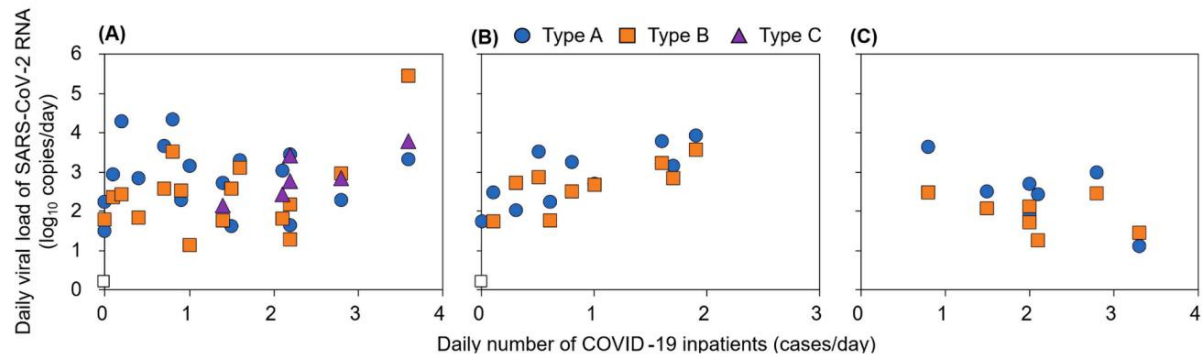 (A)
(B)
Type A
Type B
Type C
(C)
Daily viral load of SARS-CoV-2 RNA
(log10 copies/day)
6
5
4
3
2
1
0
0 1 2 3 4
0 1 2 3
0 1 2 3 4
Daily number of COVID-19 inpatients (cases/day)